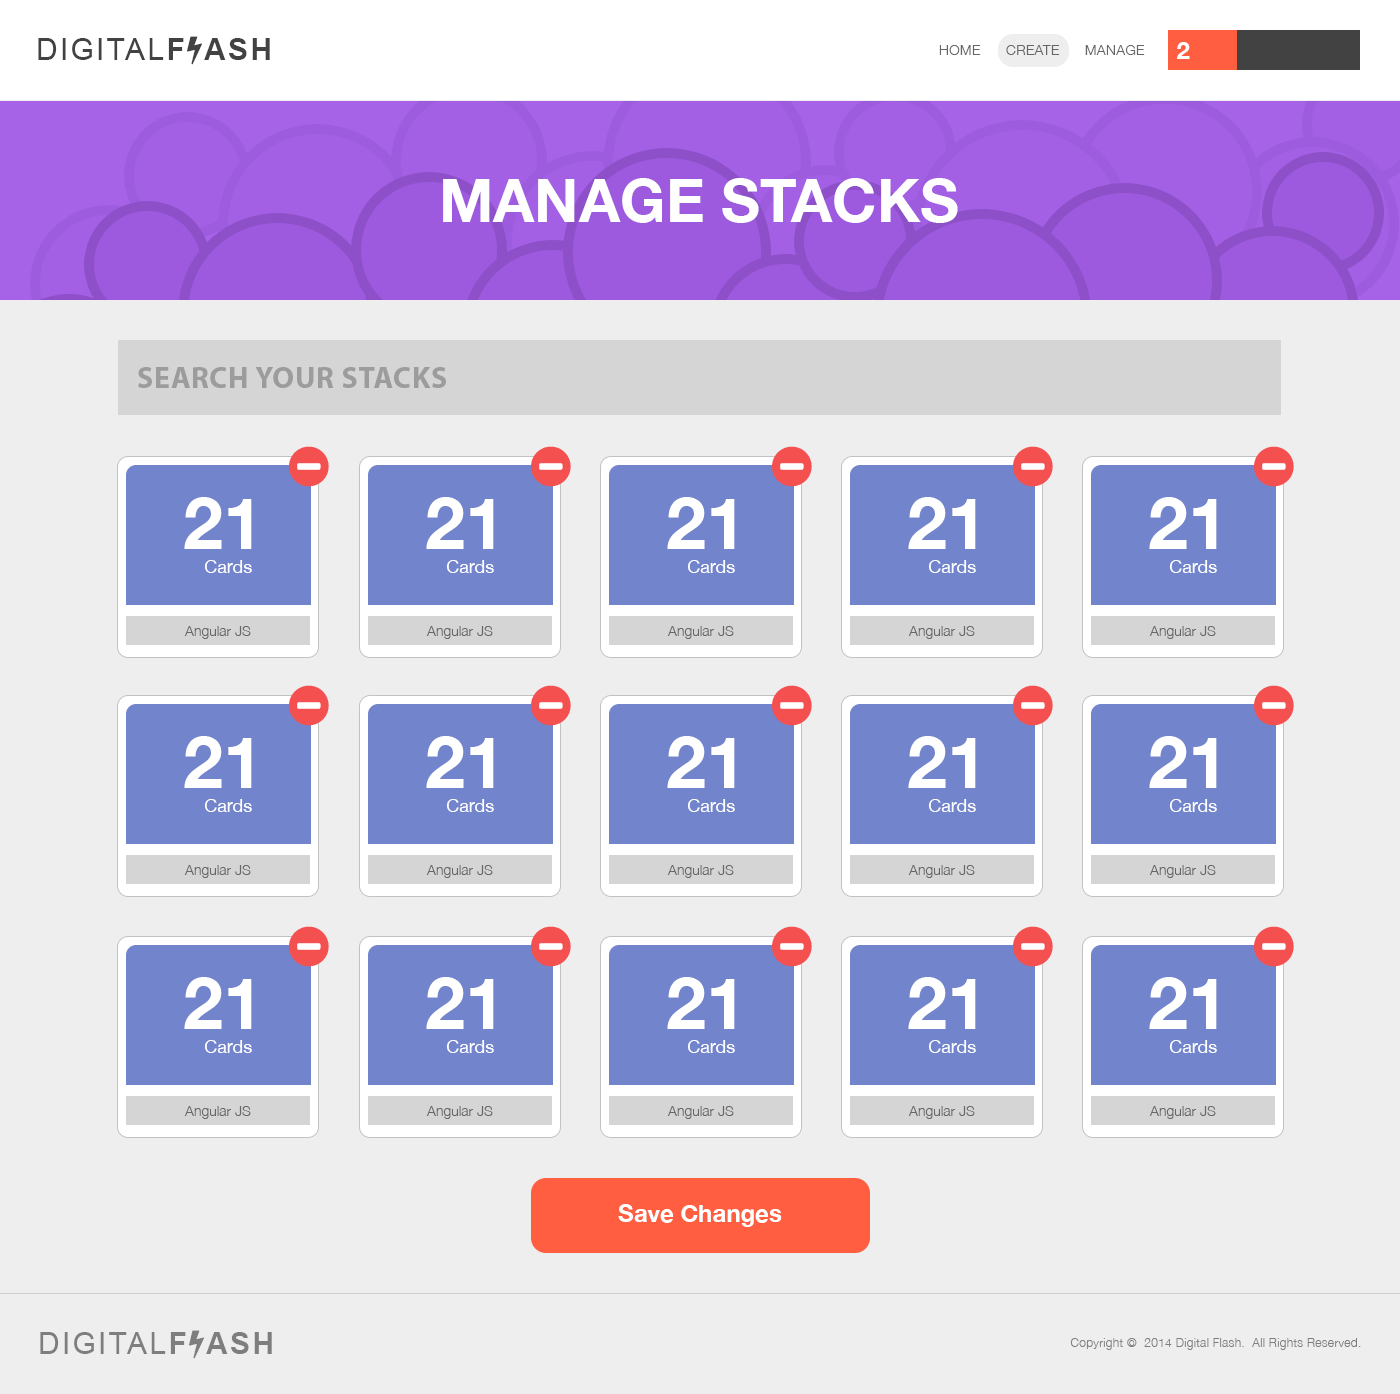 DIGITALFLASH
HOME CREATE MANAGE 2
MANAGE STACKS
SEARCH YOUR STACKS
21 21 21 21 21
Cards Cards Cards Cards Cards
Angular JS Angular JS Angular JS Angular JS Angular JS
21 21 21 21 21
Cards Cards Cards Cards Cards
Angular JS Angular JS Angular JS Angular JS Angular JS
21 21 21 21 21
Cards Cards Cards Cards Cards
Angular JS Angular JS Angular JS Angular JS Angular JS
Save Changes
DIGITALFLASH
Copyright © 2014 Digital Flash. All Rights Reserved.